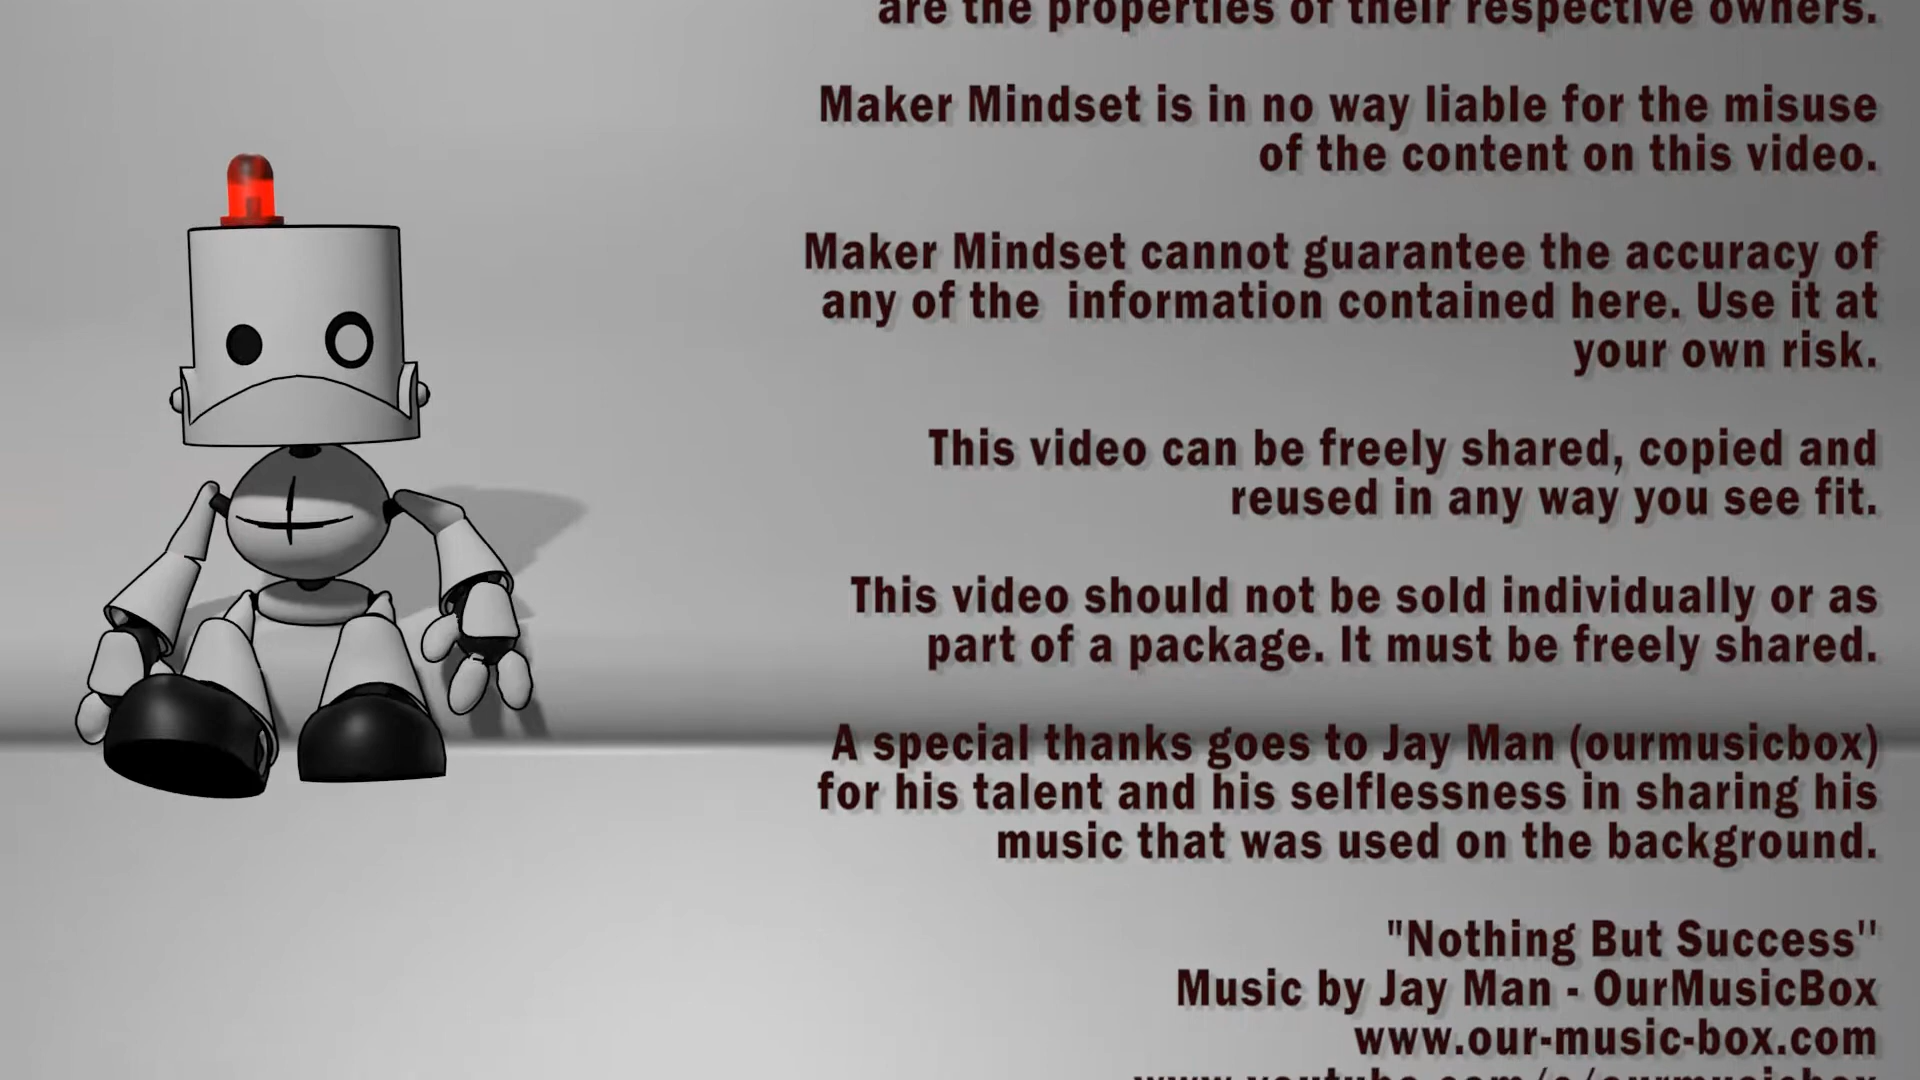 are the properties of their respective owners.
Maker Mindset is in no way liable for the misuse
of the content on this video.
Maker Mindset cannot guarantee the accuracy of
any of the  information contained here. Use it at
your own risk.
This video can be freely shared, copied and
reused in any way you see fit.
This video should not be sold individually or as
part of a package. It must be freely shared.
A special thanks goes to Jay Man (ourmusicbox)
for his talent and his selflessness in sharing his
music that was used on the background.
"Nothing But Success''
Music by Jay Man - OurMusicBox
www.our-music-box.com
www.youtube.com/c/ourmusicbox